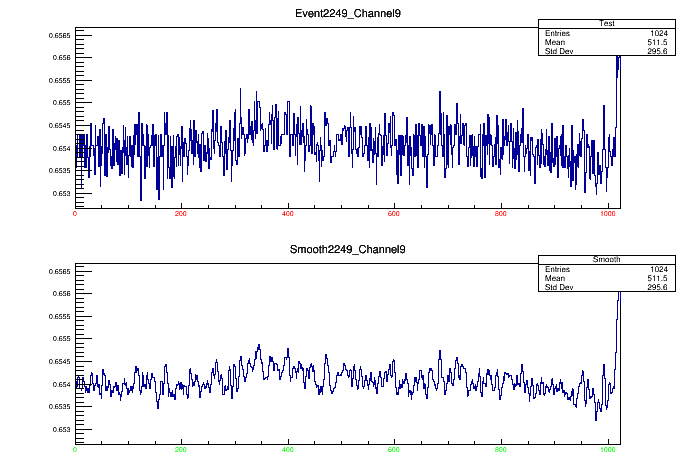 Event2249_Channel9
Test
Entries 1024
Mean 511.5
Std Dev 295.6
0.6565
0.656
0.6555
0.655
0.6545
0.654
0.6535
0.653
0 200 400 600 800 1000
Smooth2249_Channel9
Smooth
Entries 1024
Mean 511.5
Std Dev 295.6
0.6565
0.656
0.6555
0.655
0.6545
0.654
0.6535
0.653
0 200 400 600 800 1000